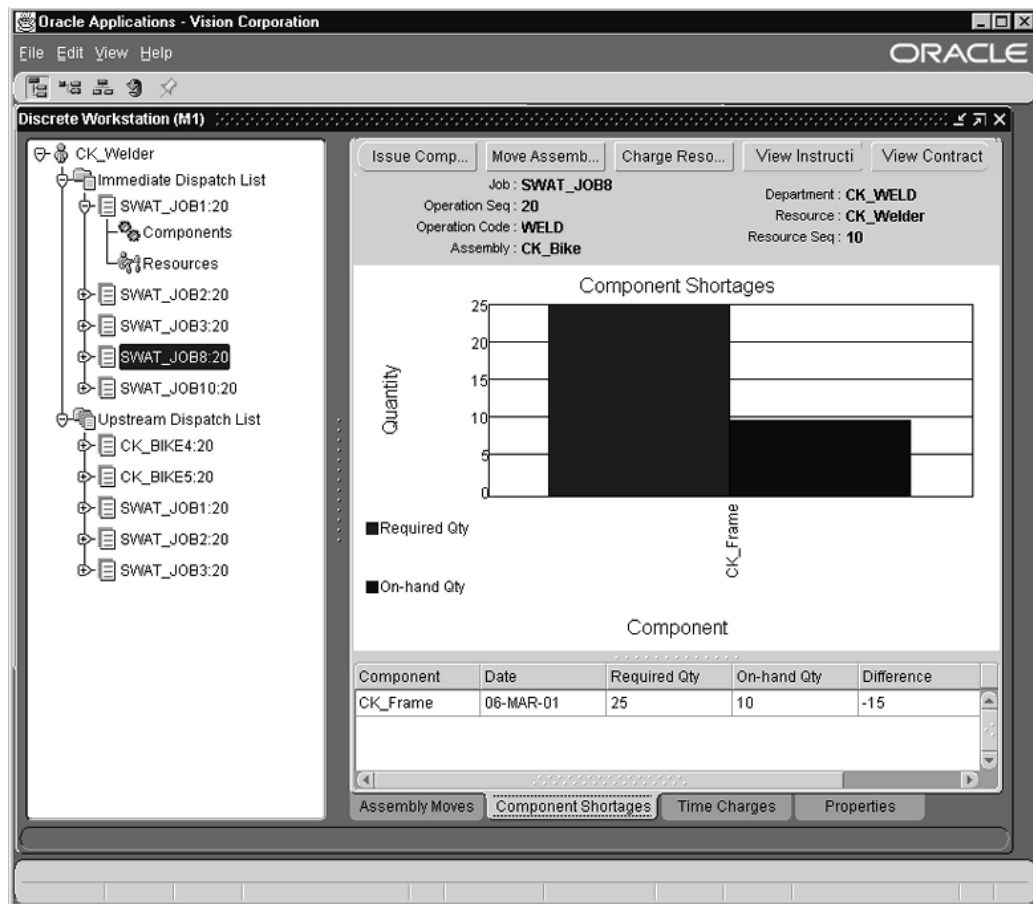 Oracle Applications - Vision Corporation
File Edit View Help
ORACLE
Discrete Workstation (M1)
CK_Welder
Immediate Dispatch List
SWAT_JOB1:20
Components
Resources
SWAT_JOB2:20
SWAT_JOB3:20
SWAT_JOB8:20
SWAT_JOB10:20
Upstream Dispatch List
CK_BIKE4:20
CK_BIKE5:20
SWAT_JOB1:20
SWAT_JOB2:20
SWAT_JOB3:20
Issue Comp... Move Assemb... Charge Reso... View Instructi View Contract
Job : SWAT_JOB8
Operation Seq : 20
Operation Code : WELD
Assembly : CK_Bike
Department : CK_WELD
Resource : CK_Welder
Resource Seq : 10
Component Shortages
Quantity
25
20
15
10
5
0
CK_Frame
Required Qty
On-hand Qty
Component
Component Date Required Qty On-hand Qty Difference
CK_Frame 06-MAR-01 25 10 -15
Assembly Moves Component Shortages Time Charges Properties